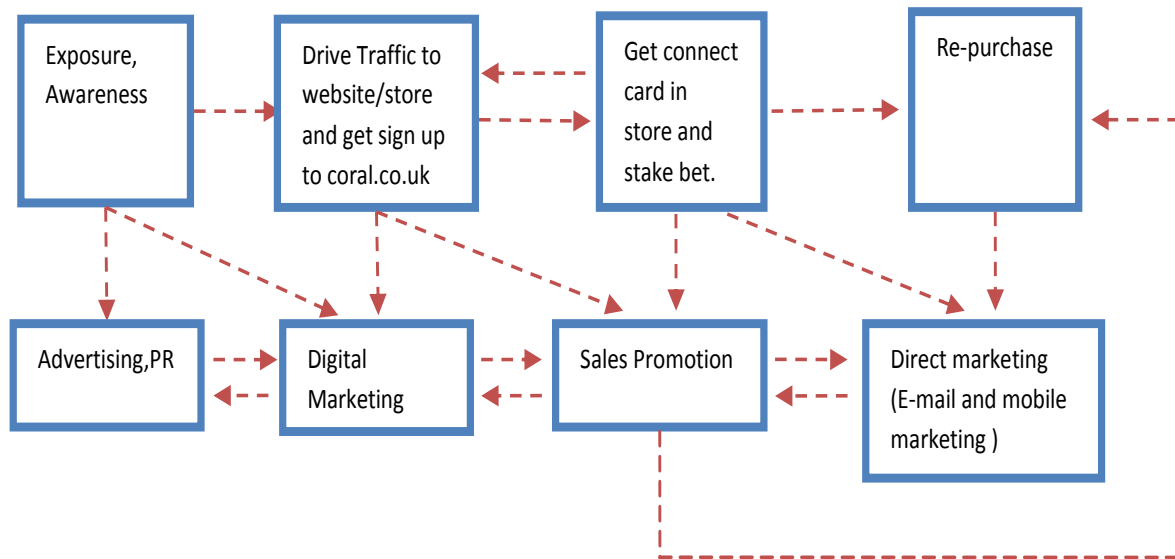 Exposure,
Awareness
Drive Traffic to
website/store
and get sign up
to coral.co.uk
Get connect
card in
store and
stake bet.
Re-purchase
Advertising,PR
Digital
Marketing
Sales Promotion
Direct marketing
(E-mail and mobile
marketing )